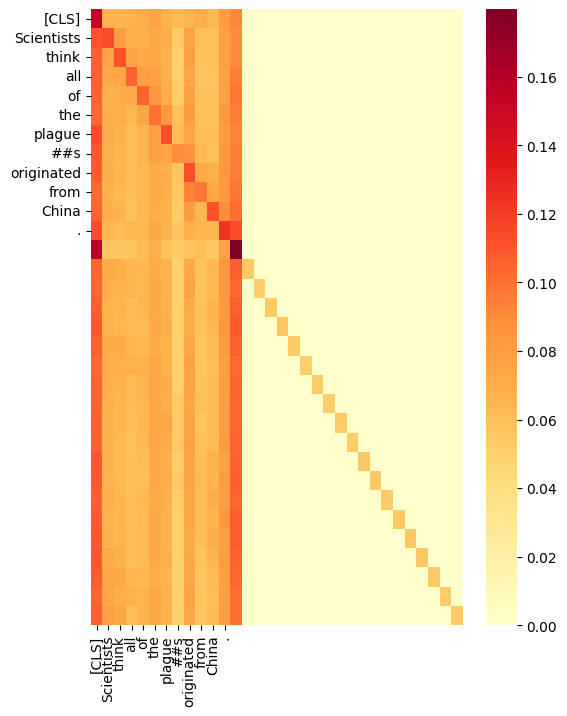 [CLS]
Scientists
think
all
of
the
plague
##s
originated
from
China
.
[CLS]
Scientists
think
all
of
the
plague
##s
originated
from
China
.
0.16
0.14
0.12
0.10
0.08
0.06
0.04
0.02
0.00